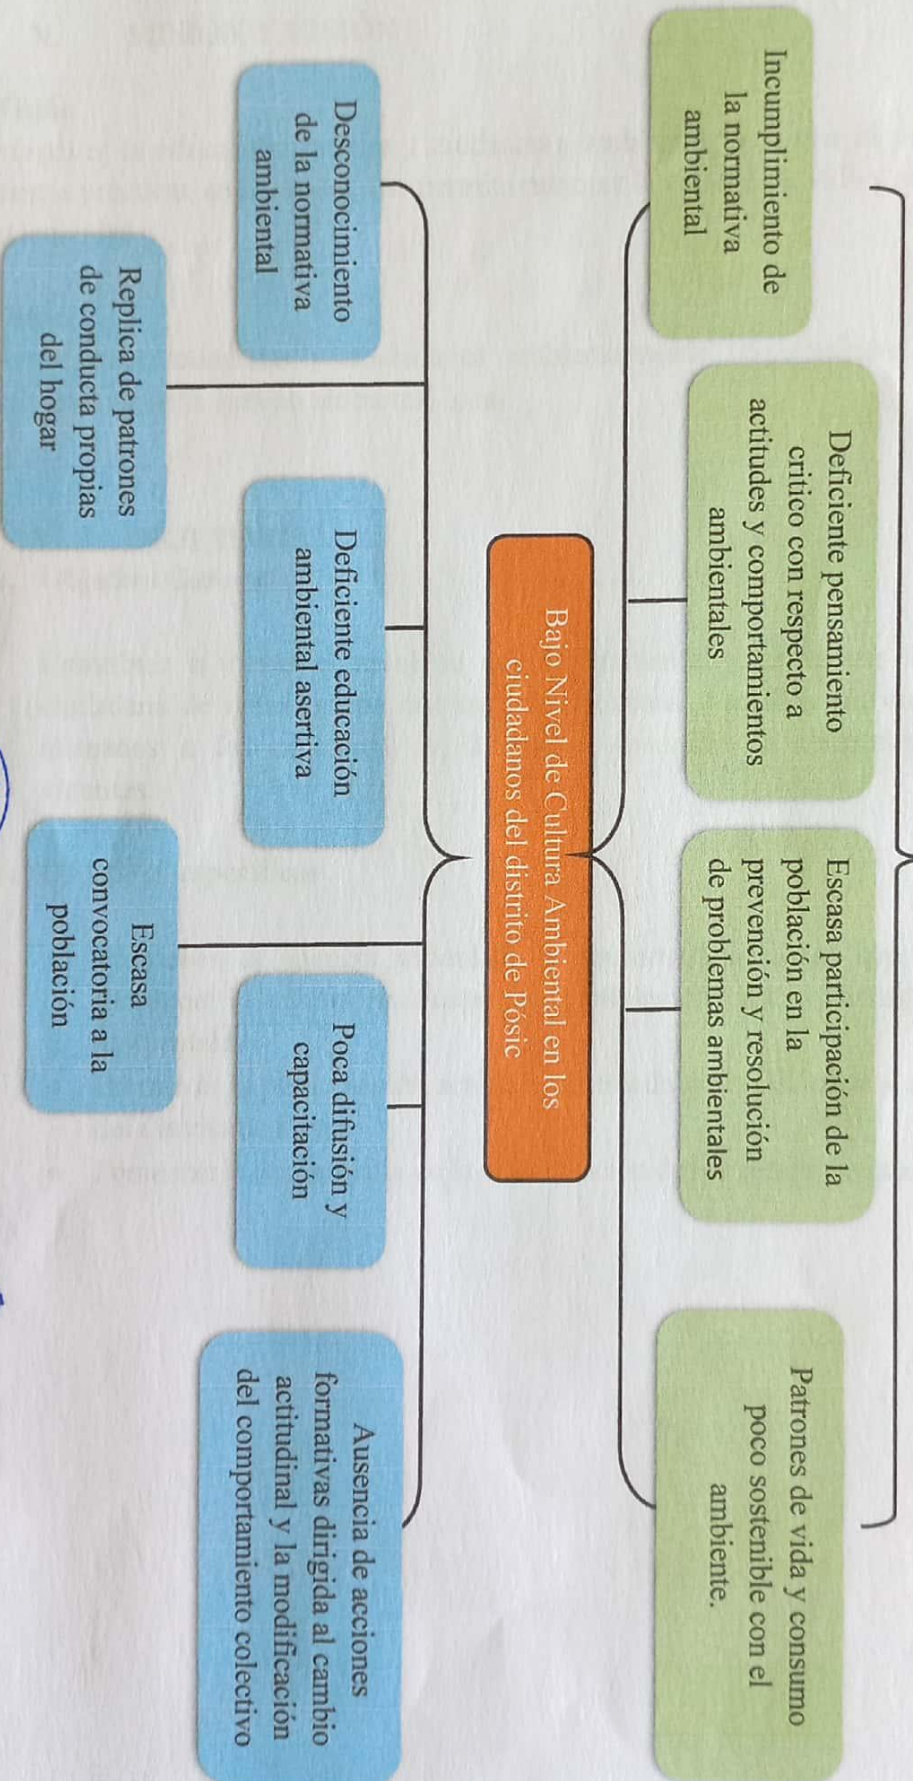 Incumplimiento de
la normativa
ambiental
Deficiente pensamiento
critico con respecto a
actitudes y comportamientos
ambientales
Escasa participación de la
población en la
prevención y resolución
de problemas ambientales
Patrones de vida y consumo
poco sostenible con el
ambiente.
Bajo Nivel de Cultura Ambiental en los
ciudadanos del distrito de Pósic
Desconocimiento
de la normativa
ambiental
Deficiente educación
ambiental asertiva
Poca difusión y
capacitación
Ausencia de acciones
formativas dirigida al cambio
actitudinal y la modificación
del comportamiento colectivo
Replica de patrones
de conducta propias
del hogar
Escasa
convocatoria a la
población